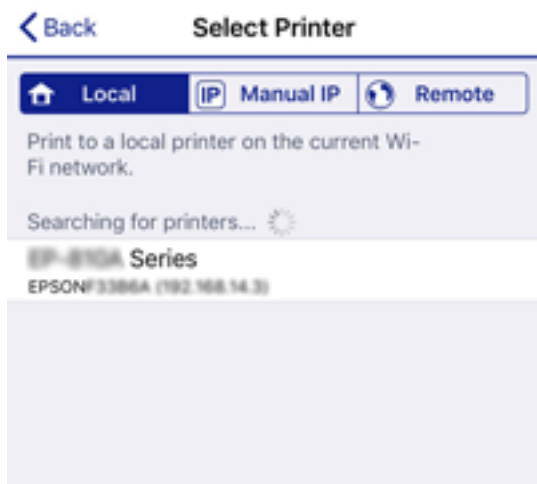 Back
Select Printer
Local
IP Manual IP
Remote
Print to a local printer on the current Wi-
Fi network.
Searching for printers...
Series
EPSON